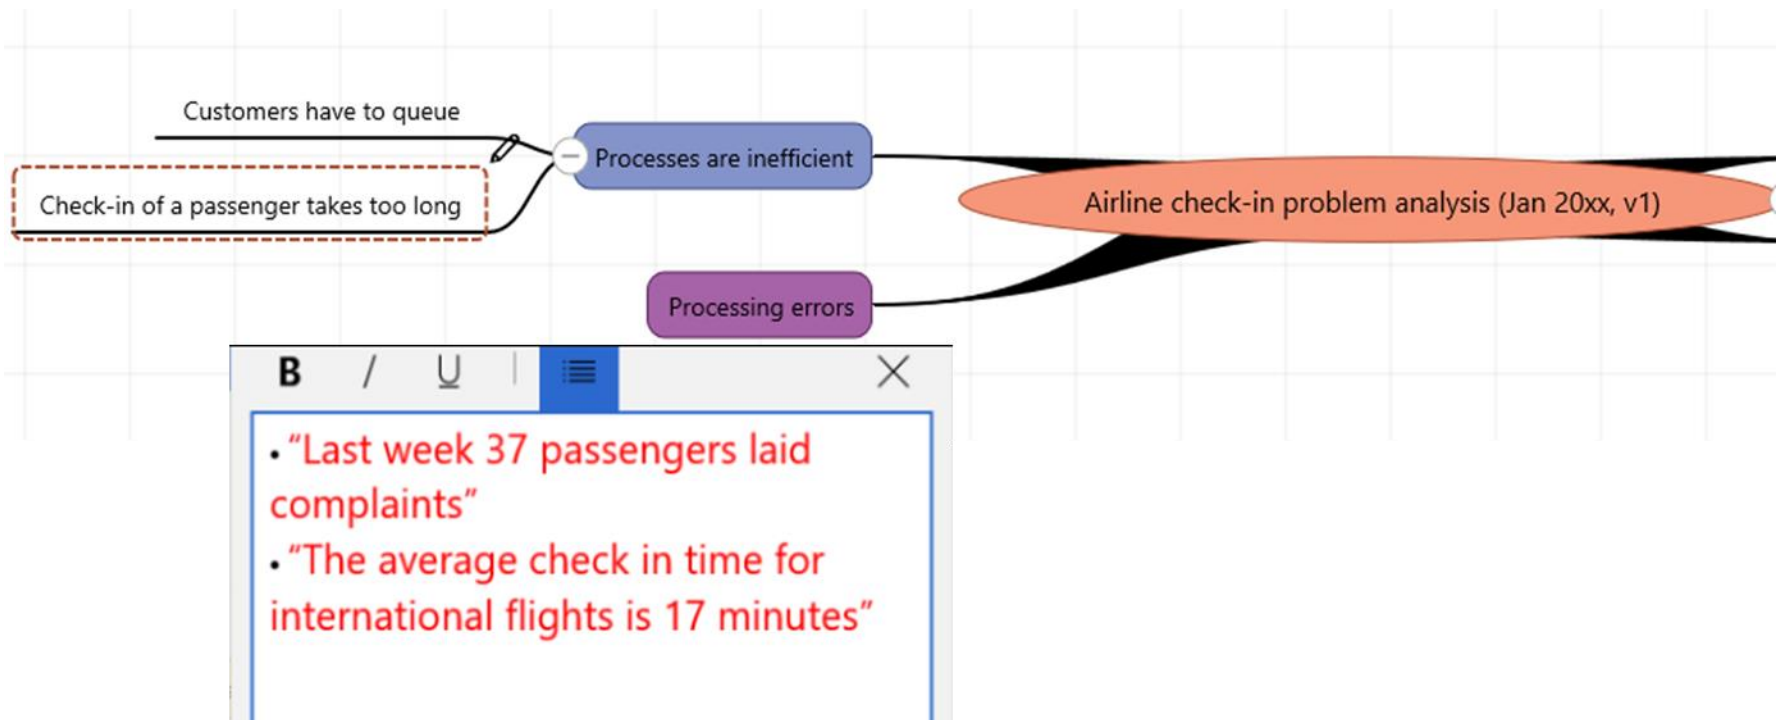 Customers have to queue
Processes are inefficient
Check-in of a passenger takes too long
Airline check-in problem analysis (Jan 20xx, v1)
Processing errors
B I U
• “Last week 37 passengers laid
complaints”
• “The average check in time for
international flights is 17 minutes”